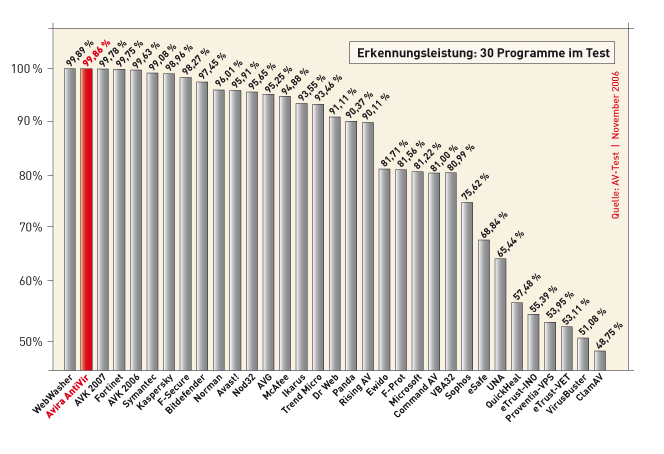 Erkennungsleistung: 30 Programme im Test
100 %
90 %
80%
70%
60%
50%
99,89 %
99,86 %
99,78 %
99,75 %
99,63 %
99,08 %
98,96 %
98,27 %
97,45 %
96,01 %
95,91 %
95,65 %
95,25 %
94,88 %
93,55 %
93,46 %
91,11 %
90,37 %
90,11 %
81,71 %
81,56 %
81,22 %
81,00 %
80,99 %
75,62 %
68,84 %
65,44 %
57,48 %
55,39 %
53,95 %
53,11 %
51,08 %
48,75 %
Quelle: AV-Test | November 2006
WebWasher
Avira AntiVir
AVK 2007
Fortinet
AVK 2006
Symantec
Kaspersky
F-Secure
Bitdefender
Norman
Avast!
Nod32
AVG
McAfee
Ikarus
Trend Micro
Dr Web
Panda
Rising AV
Ewido
F-Prot
Microsoft
Command AV
VBA32
Sophos
eSafe
UNA
QuickHeal
eTrust-INO
Proventia-VPS
eTrust-VET
VirusBuster
ClamAV